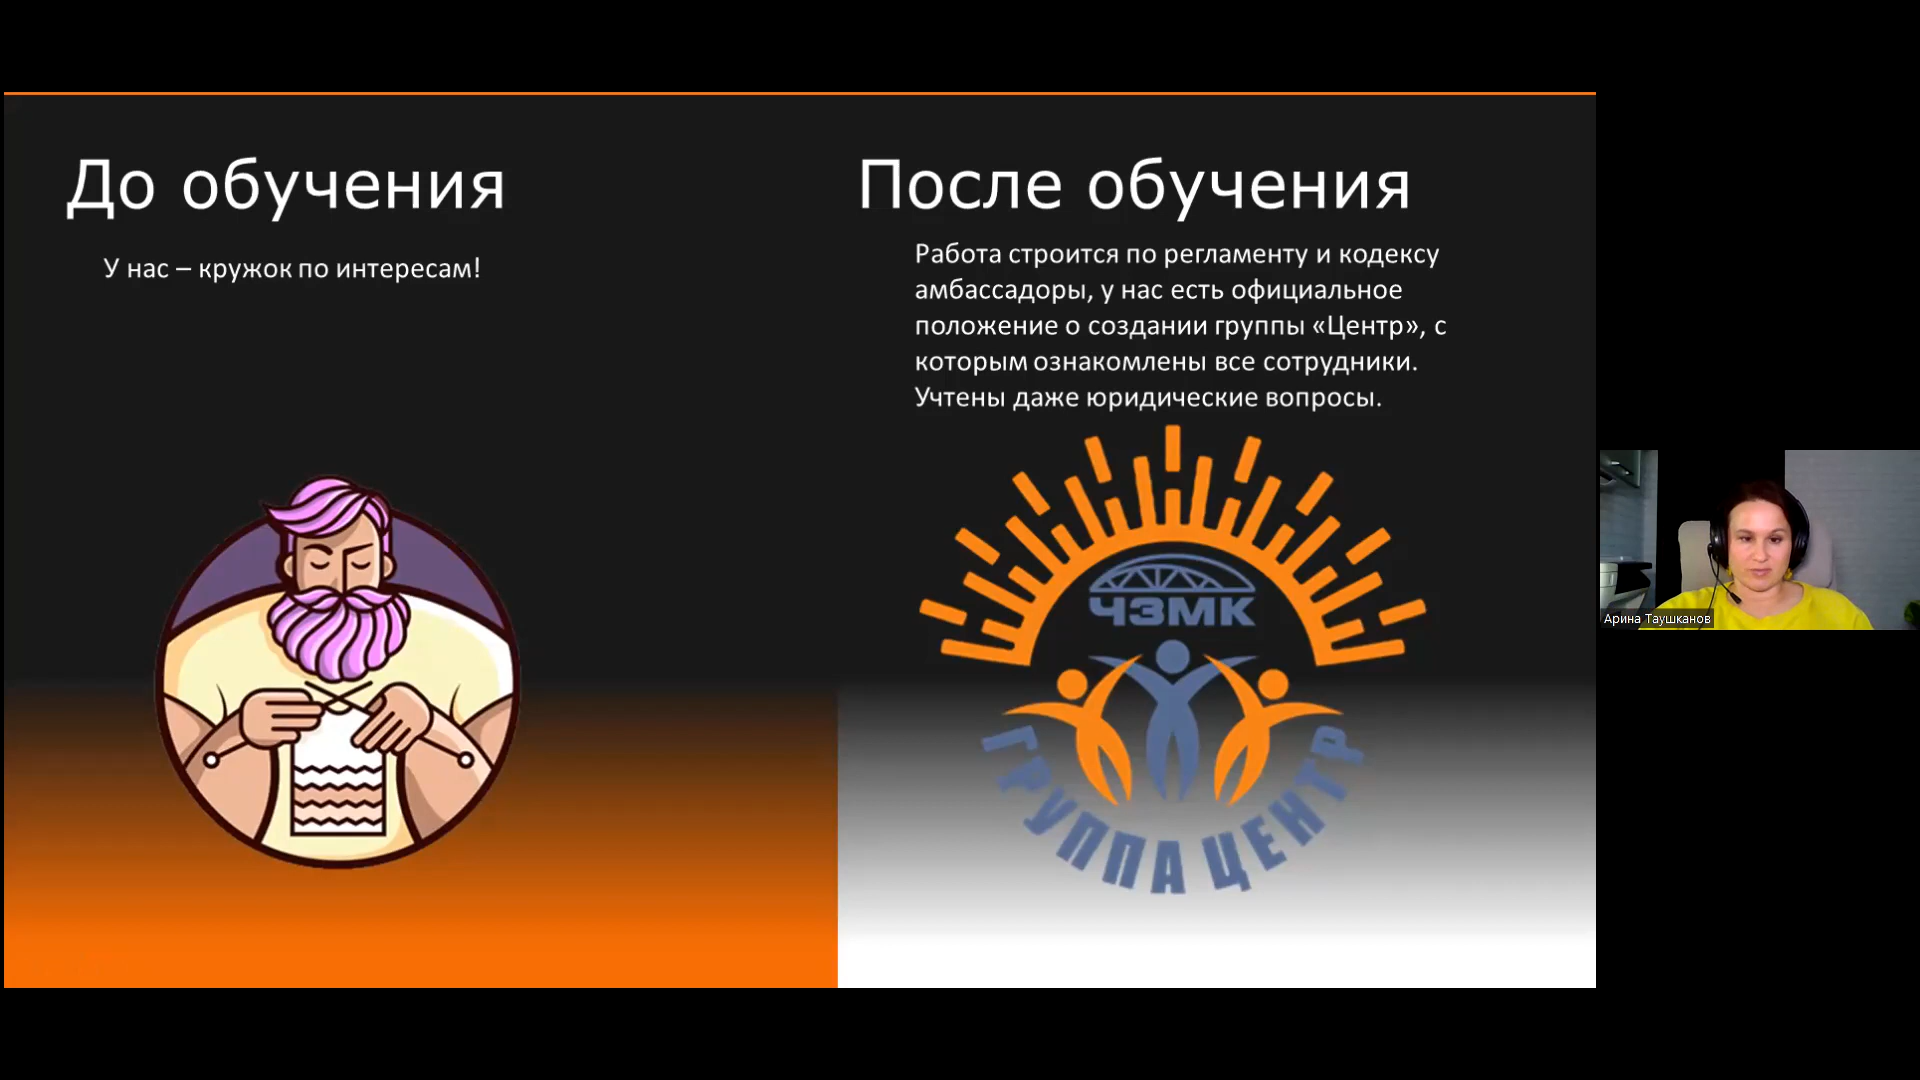 До обучения
У нас – кружок по интересам!
После обучения
Работа строится по регламенту и кодексу
амбассадоры, у нас есть официальное
положение о создании группы «Центр», с
которым ознакомлены все сотрудники.
Учтены даже юридические вопросы.
ЧЗМК
ГРУППА ЦЕНТР
Арина Таушканов